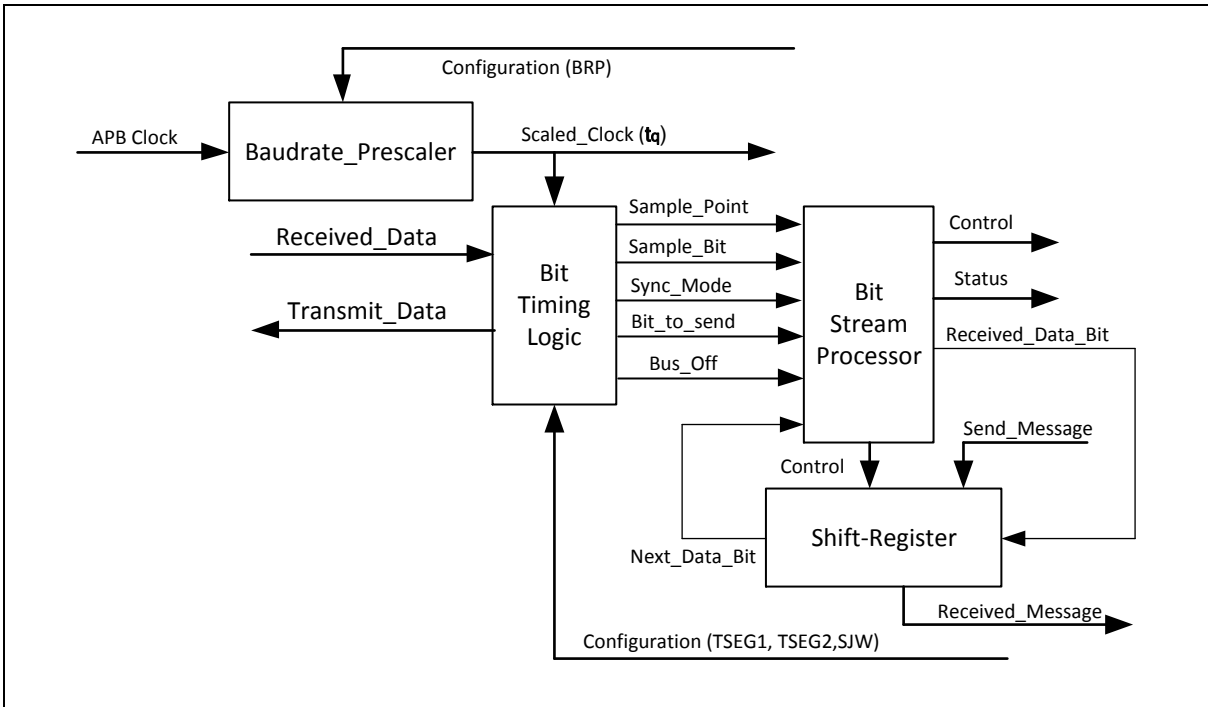 Configuration (BRP)
APB Clock
Baudrate_Prescaler
Scaled_Clock (tq)
Received_Data
Transmit_Data
Bit
Timing
Logic
Sample_Point
Sample_Bit
Sync_Mode
Bit_to_send
Bus_Off
Bit
Stream
Processor
Control
Status
Received_Data_Bit
Send_Message
Control
Next_Data_Bit
Shift-Register
Received_Message
Configuration (TSEG1, TSEG2,SJW)